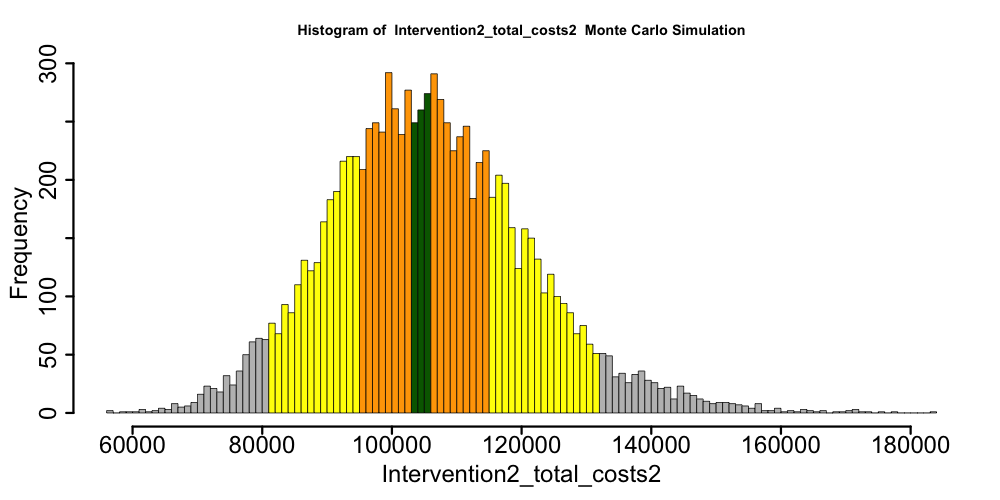 Histogram of Intervention2_total_costs2 Monte Carlo Simulation
300
200
100
50
0
Frequency
60000 80000 100000 120000 140000 160000 180000
Intervention2_total_costs2